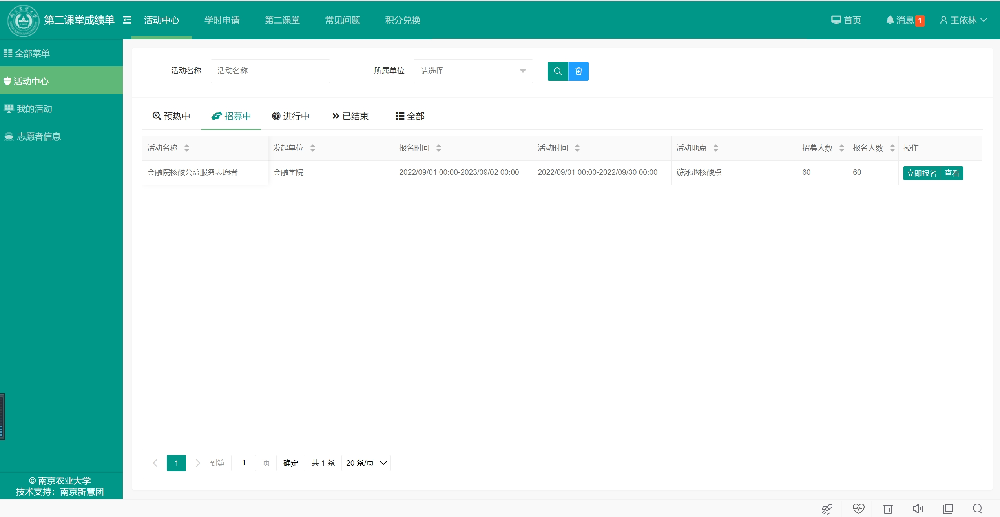 第二课堂成绩单 活动中心 学时申请 第二课堂 常见问题 积分兑换 首页 消息 1 王依林
全部菜单
活动中心
我的活动
志愿者信息
活动名称 活动名称 所属单位 请选择
预热中 招募中 进行中 已结束 全部
活动名称 发起单位 报名时间 活动时间 活动地点 招募人数 报名人数 操作
金融院核酸公益服务志愿者 金融学院 2022/09/01 00:00-2023/09/02 00:00 2022/09/01 00:00-2022/09/30 00:00 游泳池核酸点 60 60 立即报名 查看
1 到第 1 页 确定 共 1 条 20 条/页
© 南京农业大学
技术支持：南京新慧团